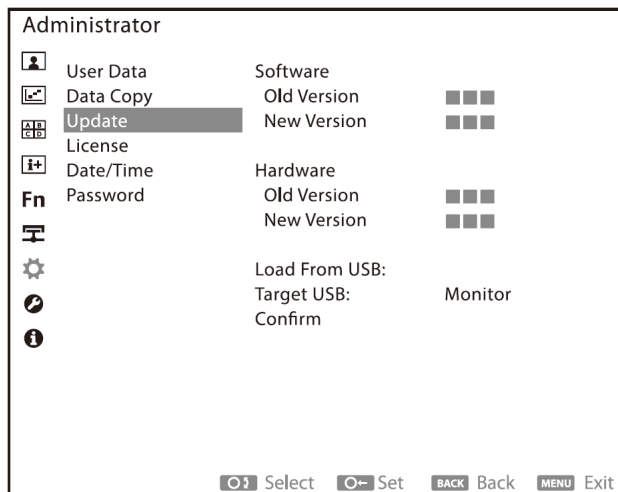 Administrator
User Data
Data Copy
Update
License
Date/Time
Password
Software
Old Version
New Version
Hardware
Old Version
New Version
Load From USB:
Target USB: Monitor
Confirm
A B
C D
i+
Fn
i
Select Set BACK Back MENU Exit